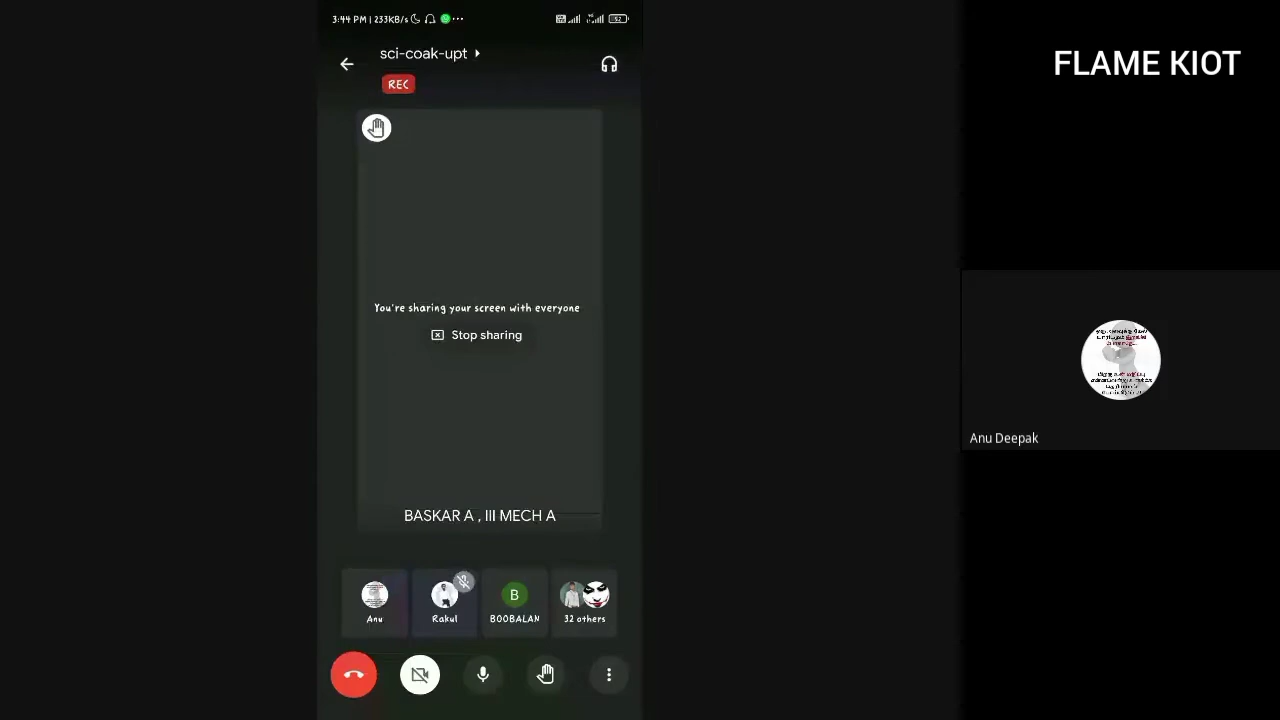 3:44 PM | 233KB/s
92
sci-coak-upt
REC
FLAME KIOT
You're sharing your screen with everyone
Stop sharing
BASKAR A , III MECH A
Anu Deepak
B
Anu
Rakul
BOOBALAN
32 others